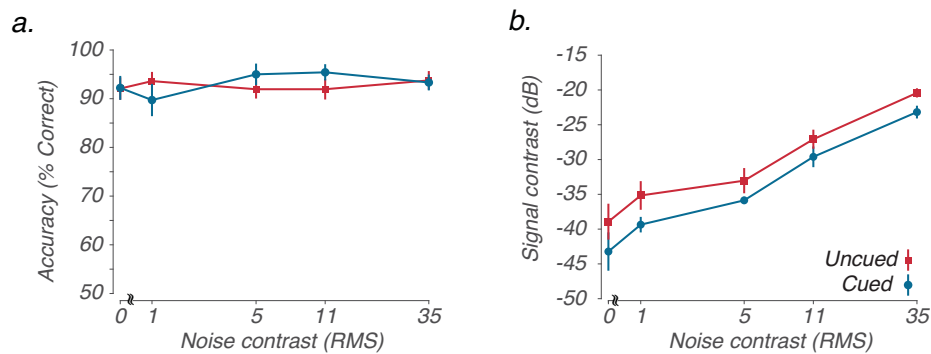 a.
Accuracy (% Correct)
100
90
80
70
60
50
0 1 5 11 35
Noise contrast (RMS)
b.
Signal contrast (dB)
-15
-20
-25
-30
-35
-40
-45
-50
Uncued
Cued
0 1 5 11 35
Noise contrast (RMS)